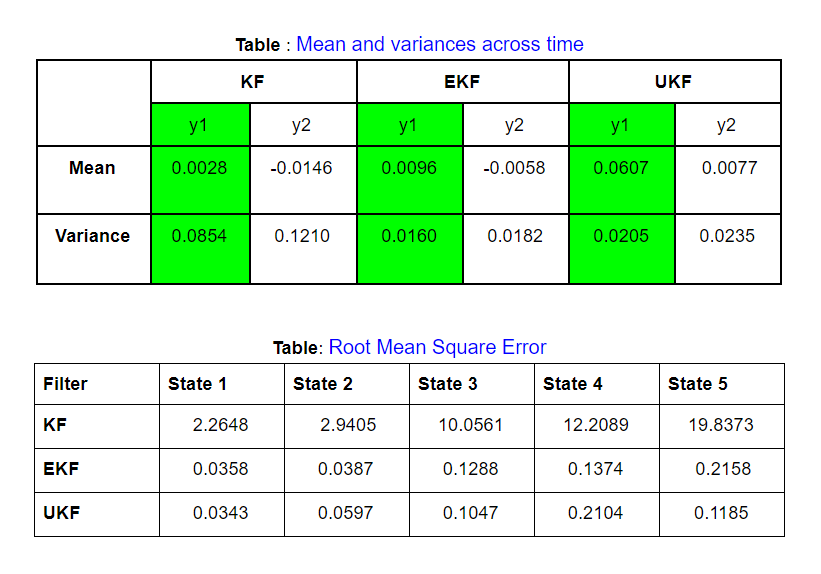 Table : Mean and variances across time
KF EKF UKF
y1 y2 y1 y2 y1 y2
Mean 0.0028 -0.0146 0.0096 -0.0058 0.0607 0.0077
Variance 0.0854 0.1210 0.0160 0.0182 0.0205 0.0235
Table: Root Mean Square Error
Filter State 1 State 2 State 3 State 4 State 5
KF 2.2648 2.9405 10.0561 12.2089 19.8373
EKF 0.0358 0.0387 0.1288 0.1374 0.2158
UKF 0.0343 0.0597 0.1047 0.2104 0.1185